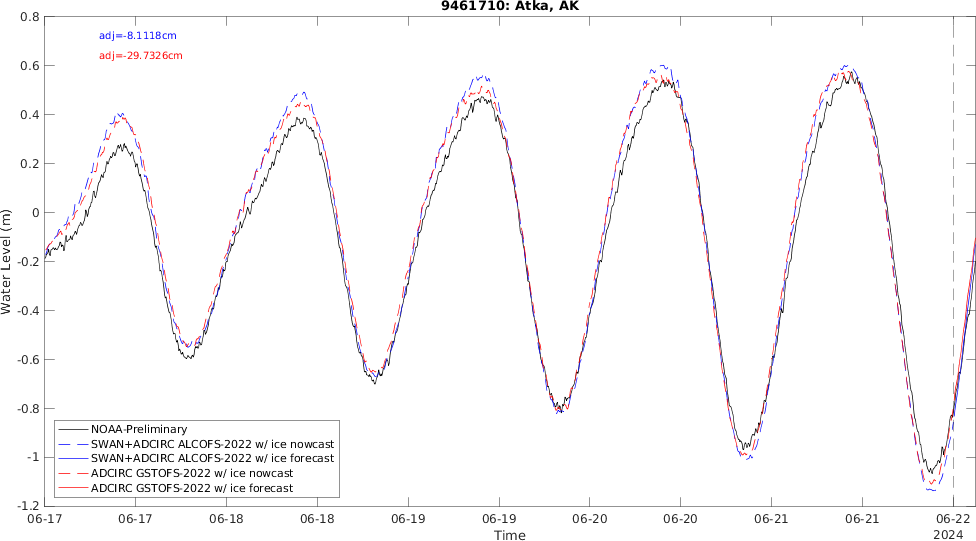 9461710: Atka, AK
adj=-8.1118cm
adj=-29.7326cm
Water Level (m)
0.8
0.6
0.4
0.2
0
-0.2
-0.4
-0.6
-0.8
-1
-1.2
NOAA-Preliminary
SWAN+ADCIRC ALCOFS-2022 w/ ice nowcast
SWAN+ADCIRC ALCOFS-2022 w/ ice forecast
ADCIRC GSTOFS-2022 w/ ice nowcast
ADCIRC GSTOFS-2022 w/ ice forecast
06-17 06-17 06-18 06-18 06-19 06-19 06-20 06-20 06-21 06-21 06-22
2024
Time